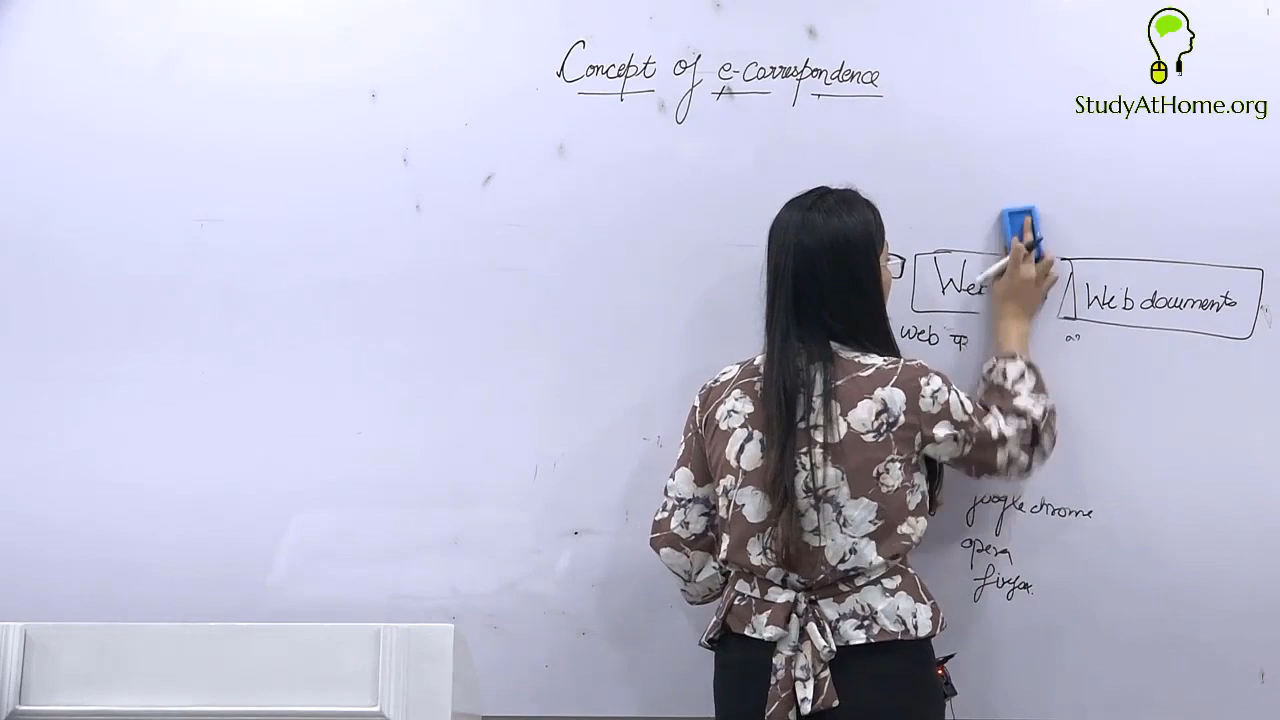 Concept of e-correspondence
StudyAtHome.org
Web documents
web
google chrome
opera
firefox